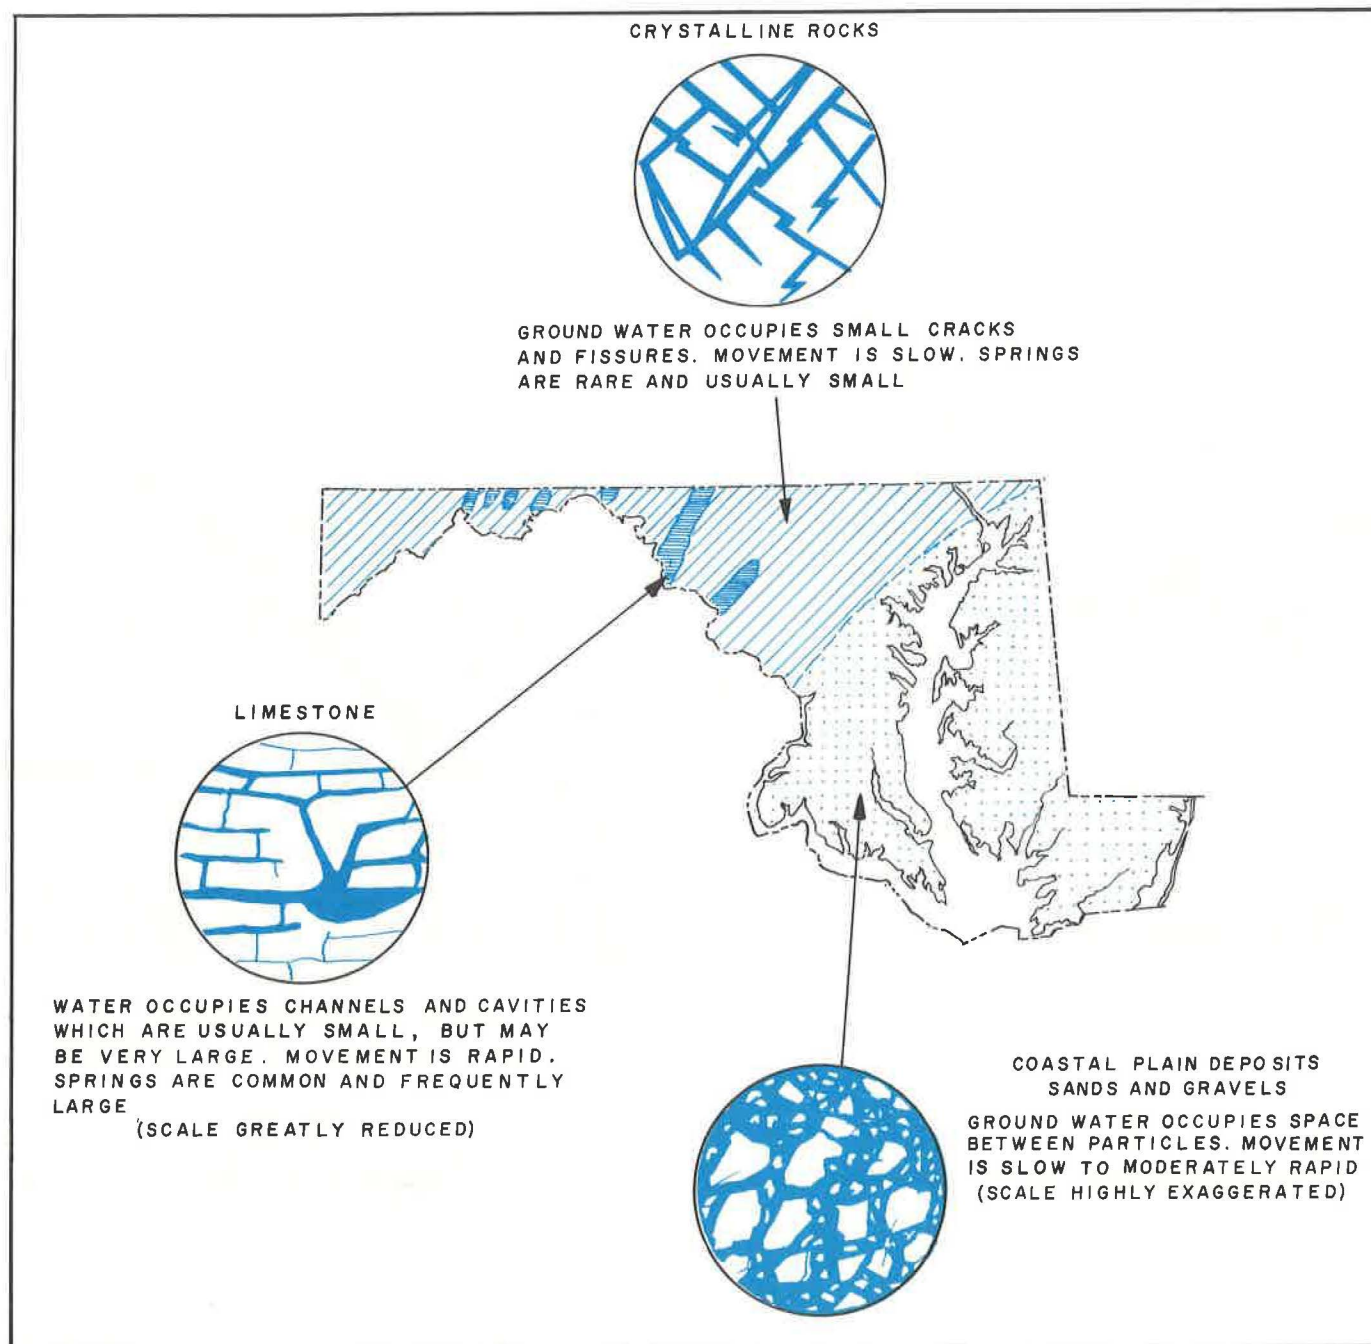 CRYSTALLINE ROCKS
GROUND WATER OCCUPIES SMALL CRACKS
AND FISSURES. MOVEMENT IS SLOW. SPRINGS
ARE RARE AND USUALLY SMALL
LIMESTONE
WATER OCCUPIES CHANNELS AND CAVITIES
WHICH ARE USUALLY SMALL, BUT MAY
BE VERY LARGE. MOVEMENT IS RAPID.
SPRINGS ARE COMMON AND FREQUENTLY
LARGE
(SCALE GREATLY REDUCED)
COASTAL PLAIN DEPOSITS
SANDS AND GRAVELS
GROUND WATER OCCUPIES SPACE
BETWEEN PARTICLES. MOVEMENT
IS SLOW TO MODERATELY RAPID
(SCALE HIGHLY EXAGGERATED)